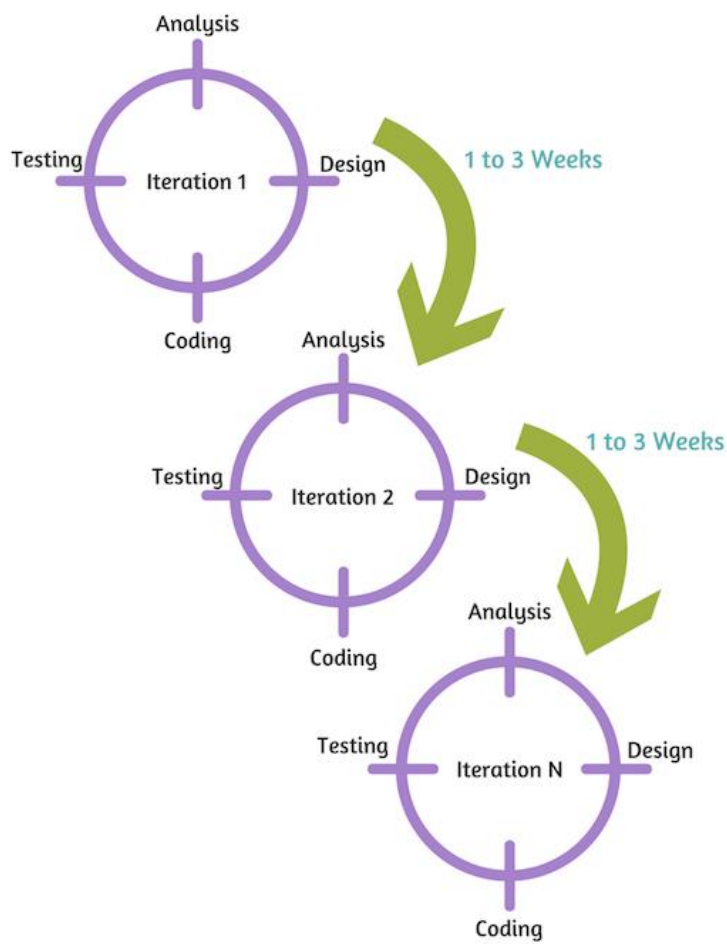 Analysis
Testing
Iteration 1
Design
1 to 3 Weeks
Coding
Analysis
Testing
Iteration 2
Design
1 to 3 Weeks
Coding
Analysis
Testing
Iteration N
Design
Coding